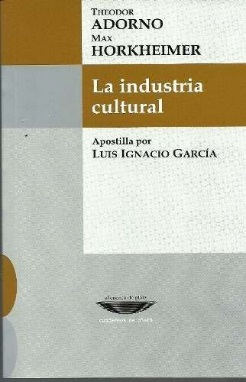 THEODOR
ADORNO
MAX
HORKHEIMER
La industria
cultural
Apostilla por
LUIS IGNACIO GARCÍA